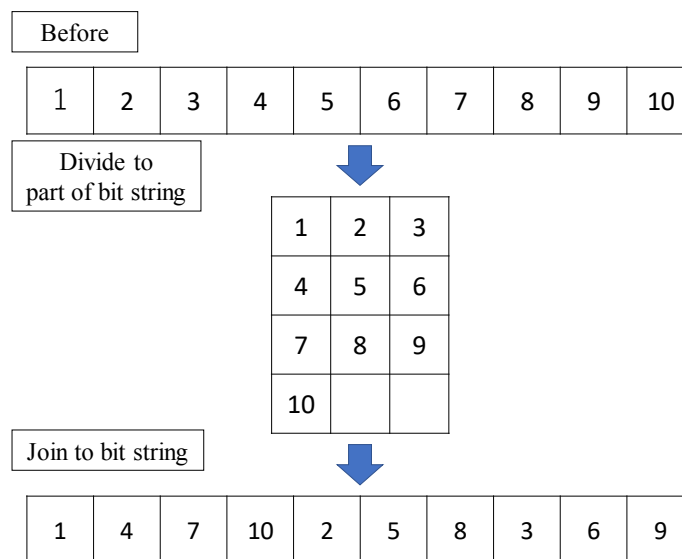 Before
1 2 3 4 5 6 7 8 9 10
Divide to
part of bit string
1 2 3
4 5 6
7 8 9
10
Join to bit string
1 4 7 10 2 5 8 3 6 9